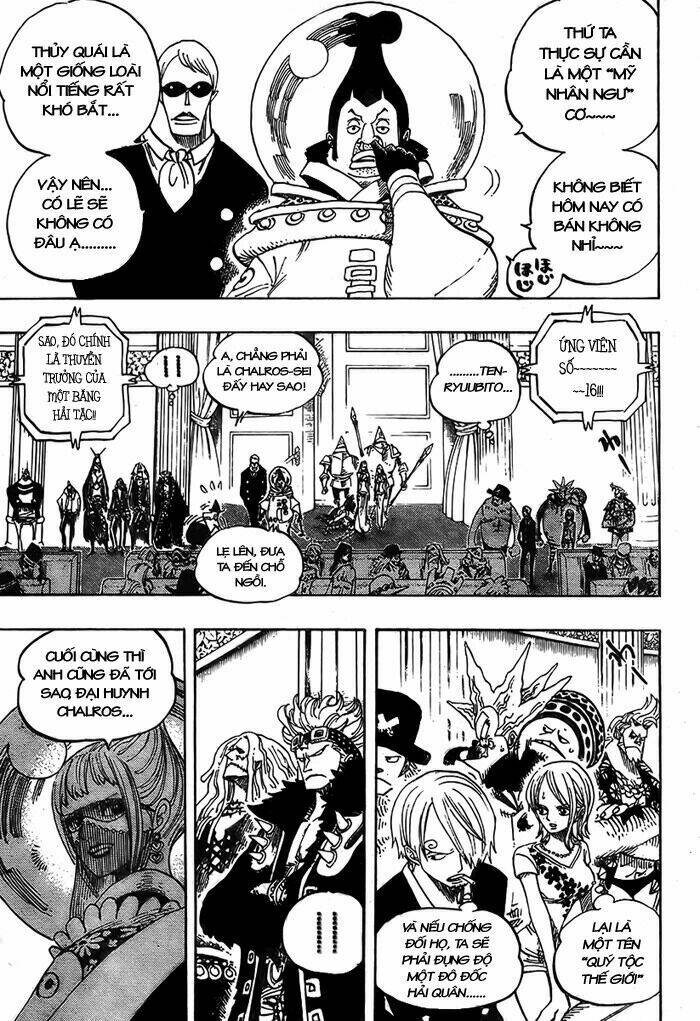 THỨ TA
THỰC SỰ CẦN
LÀ MỘT "MỸ
NHÂN NGƯ"
CƠ~~~
KHÔNG BIẾT
HÔM NAY CÓ
BÁN KHÔNG
NHỈ~~~
ほじ
ほじ
THỦY QUÁI LÀ
MỘT GIỐNG LOÀI
NỔI TIẾNG RẤT
KHÓ BẮT...
VẬY NÊN...
CÓ LẼ SẼ
KHÔNG CÓ
ĐÂU Ạ..........
ỨNG VIÊN
SỐ~~~~~~~~
~~16!!!
.........TEN-
RYUUBITO...
A, CHẲNG PHẢI
LÀ CHALROS-SEI
ĐẤY HAY SAO!
!!
SAO, ĐÓ CHÍNH
LÀ THUYỀN
TRƯỞNG CỦA
MỘT BĂNG
HẢI TẶC!!
LẸ LÊN, ĐƯA
TA ĐẾN CHỖ
NGỒI.
LẠI LÀ
MỘT TÊN
"QUÝ TỘC
THẾ GIỚI"
VÀ NẾU CHỐNG
ĐỐI HỌ, TA SẼ
PHẢI ĐỤNG ĐỘ
MỘT ĐÔ ĐỐC
HẢI QUÂN......
!!
CUỐI CÙNG THÌ
ANH CŨNG ĐÃ TỚI
SAO, ĐẠI HUYNH
CHALROS...